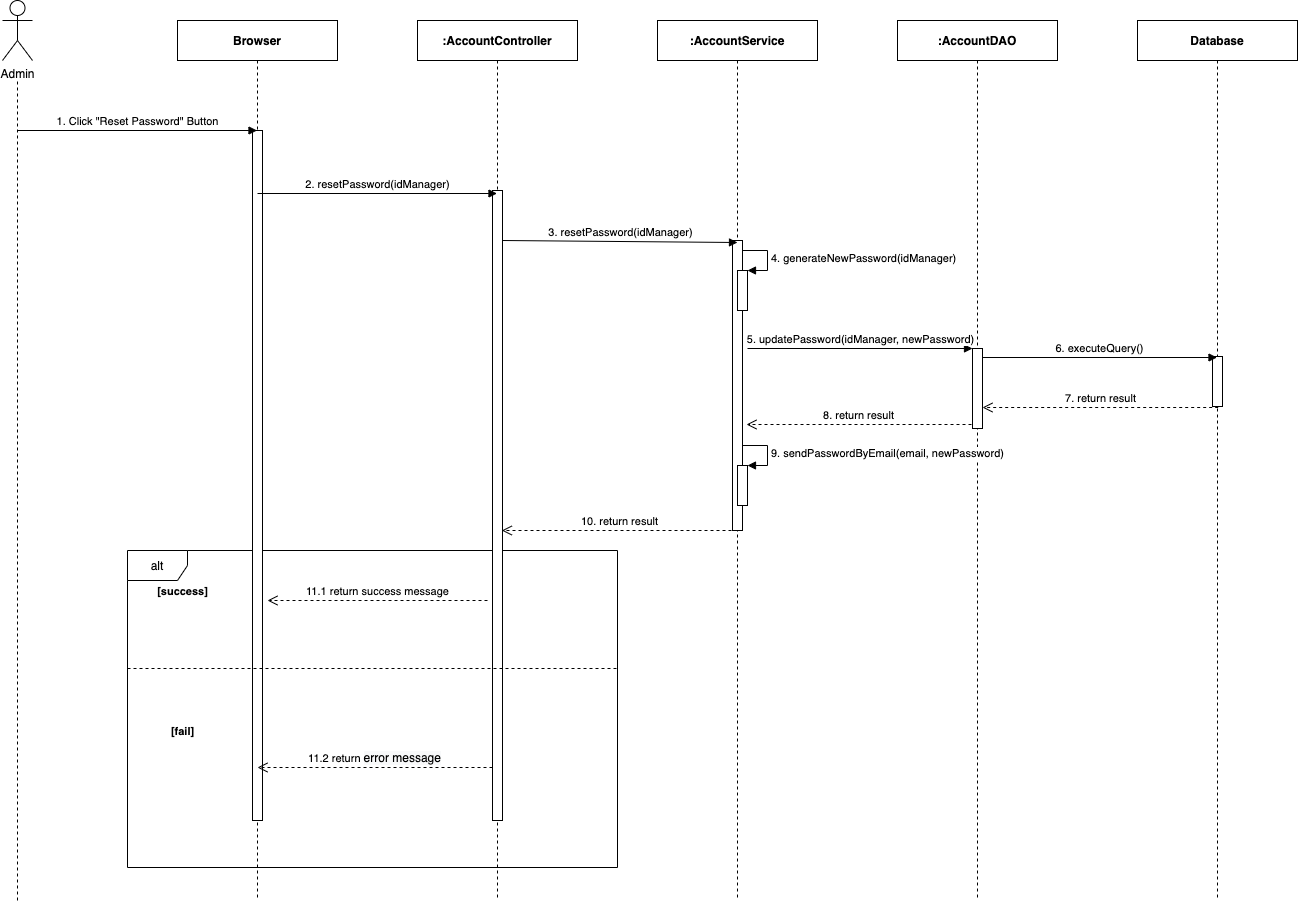 Admin
Browser
:AccountController
:AccountService
:AccountDAO
Database
1. Click "Reset Password" Button
2. resetPassword(idManager)
3. resetPassword(idManager)
4. generateNewPassword(idManager)
5. updatePassword(idManager, newPassword)
6. executeQuery()
7. return result
8. return result
9. sendPasswordByEmail(email, newPassword)
10. return result
alt
[success]
11.1 return success message
[fail]
11.2 return error message